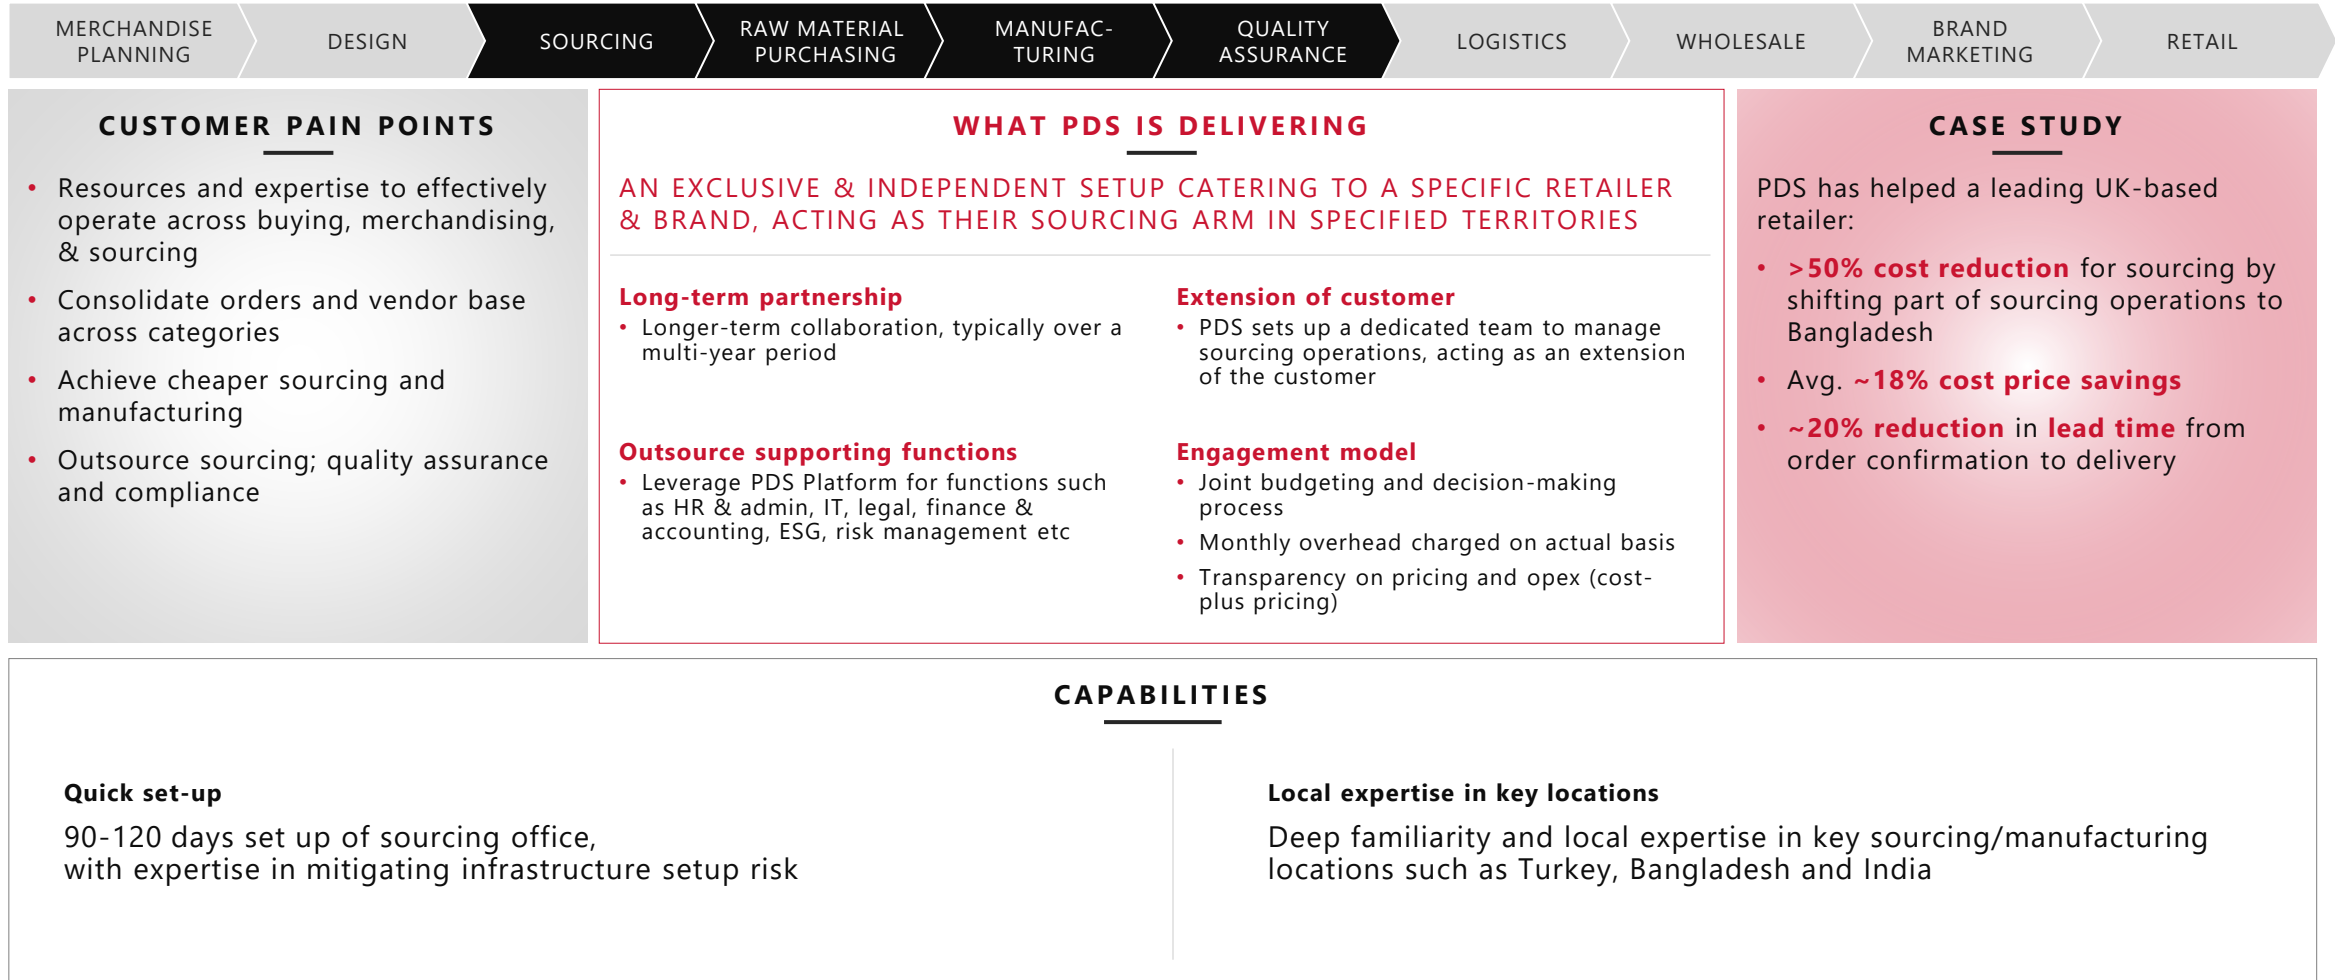 MERCHANDISE
PLANNING
DESIGN
SOURCING
RAW MATERIAL
PURCHASING
MANUFAC-
TURING
QUALITY
ASSURANCE
LOGISTICS
WHOLESALE
BRAND
MARKETING
RETAIL
CUSTOMER PAIN POINTS
• Resources and expertise to effectively
operate across buying, merchandising,
& sourcing
• Consolidate orders and vendor base
across categories
• Achieve cheaper sourcing and
manufacturing
• Outsource sourcing; quality assurance
and compliance
WHAT PDS IS DELIVERING
AN EXCLUSIVE & INDEPENDENT SETUP CATERING TO A SPECIFIC RETAILER
& BRAND, ACTING AS THEIR SOURCING ARM IN SPECIFIED TERRITORIES
Long-term partnership
• Longer-term collaboration, typically over a
multi-year period
Extension of customer
• PDS sets up a dedicated team to manage
sourcing operations, acting as an extension
of the customer
Outsource supporting functions
• Leverage PDS Platform for functions such
as HR & admin, IT, legal, finance &
accounting, ESG, risk management etc
Engagement model
• Joint budgeting and decision-making
process
• Monthly overhead charged on actual basis
• Transparency on pricing and opex (cost-
plus pricing)
CASE STUDY
PDS has helped a leading UK-based
retailer:
• >50% cost reduction for sourcing by
shifting part of sourcing operations to
Bangladesh
• Avg. ~18% cost price savings
• ~20% reduction in lead time from
order confirmation to delivery
CAPABILITIES
Quick set-up
90-120 days set up of sourcing office,
with expertise in mitigating infrastructure setup risk
Local expertise in key locations
Deep familiarity and local expertise in key sourcing/manufacturing
locations such as Turkey, Bangladesh and India